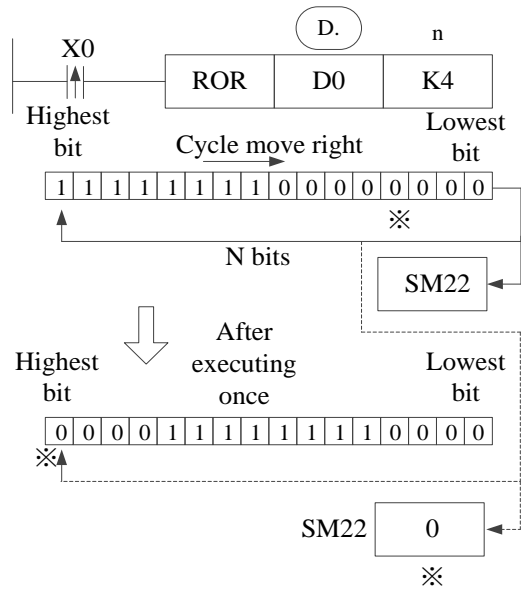 D.
n
X0
ROR D0 K4
Highest
bit
Cycle move right
Lowest
bit
1 1 1 1 1 1 1 1 0 0 0 0 0 0 0 0
※
N bits
SM22
After
executing
once
Highest
bit
Lowest
bit
0 0 0 0 1 1 1 1 1 1 1 1 0 0 0 0
※
SM22 0
※